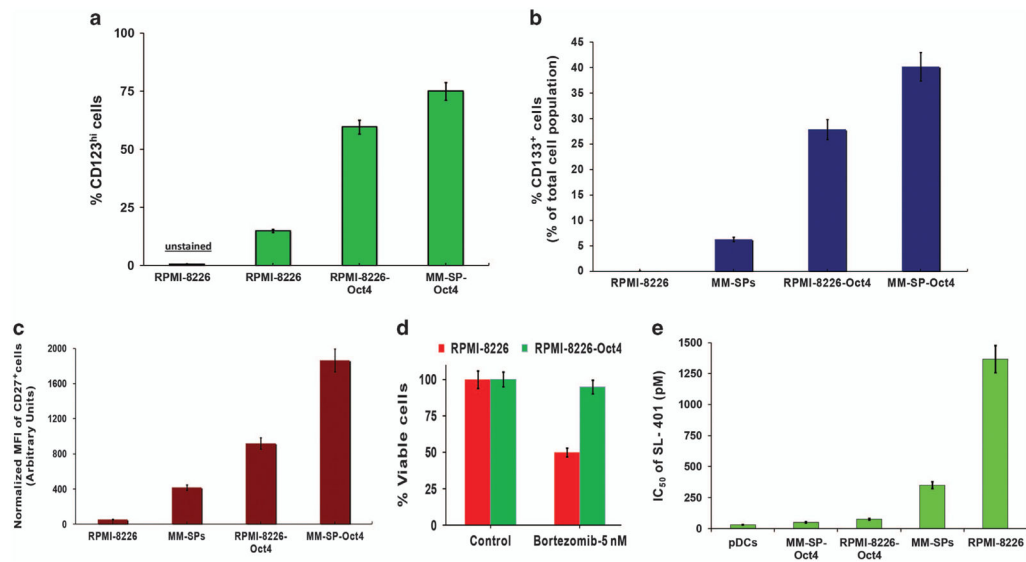 a
% CD123hi cells
100
75
50
25
0
unstained
RPMI-8226
RPMI-8226
RPMI-8226-
Oct4
MM-SP-
Oct4
b
% CD133+ cells
(% of total cell population)
45
40
35
30
25
20
15
10
5
0
RPMI-8226
MM-SPs
RPMI-8226-Oct4
MM-SP-Oct4
c
Normalized MFI of CD27+cells
(Arbitrary Units)
2000
1600
1200
800
400
0
RPMI-8226
MM-SPs
RPMI-8226-
Oct4
MM-SP-Oct4
d
RPMI-8226
RPMI-8226-Oct4
% Viable cells
100
75
50
25
0
Control
Bortezomib-5 nM
e
IC50 of SL- 401 (pM)
1500
1250
1000
750
500
250
0
pDCs
MM-SP-
Oct4
RPMI-8226-
Oct4
MM-SPs
RPMI-8226